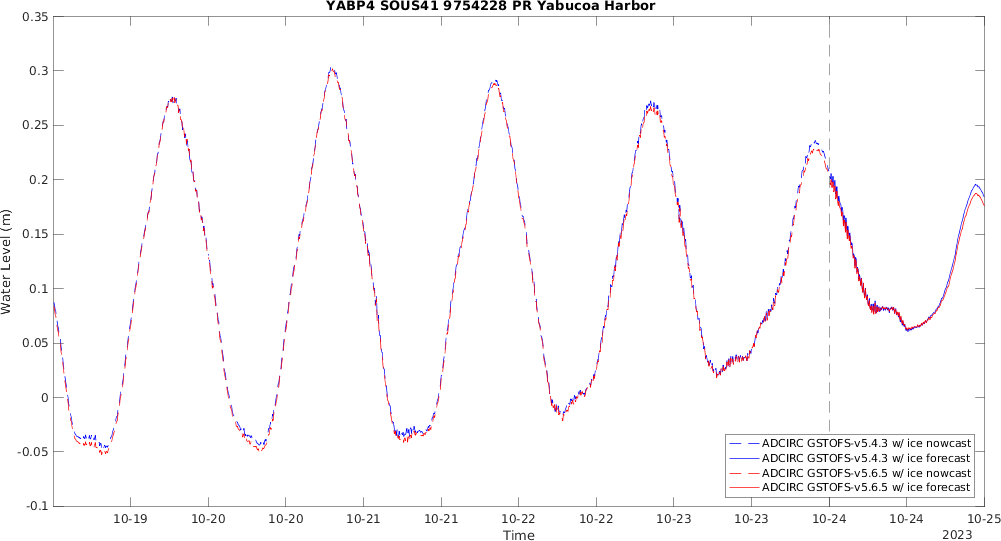 YABP4 SOUS41 9754228 PR Yabucoa Harbor
0.35
0.3
0.25
0.2
0.15
0.1
0.05
0
-0.05
-0.1
Water Level (m)
10-19 10-20 10-20 10-21 10-21 10-22 10-22 10-23 10-23 10-24 10-24 10-25
Time
2023
ADCIRC GSTOFS-v5.4.3 w/ ice nowcast
ADCIRC GSTOFS-v5.4.3 w/ ice forecast
ADCIRC GSTOFS-v5.6.5 w/ ice nowcast
ADCIRC GSTOFS-v5.6.5 w/ ice forecast